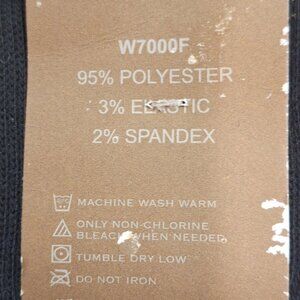 W7000F
95% POLYESTER
3% ELASTIC
2% SPANDEX
MACHINE WASH WARM
ONLY NON-CHLORINE
BLEACH WHEN NEEDED
TUMBLE DRY LOW
DO NOT IRON